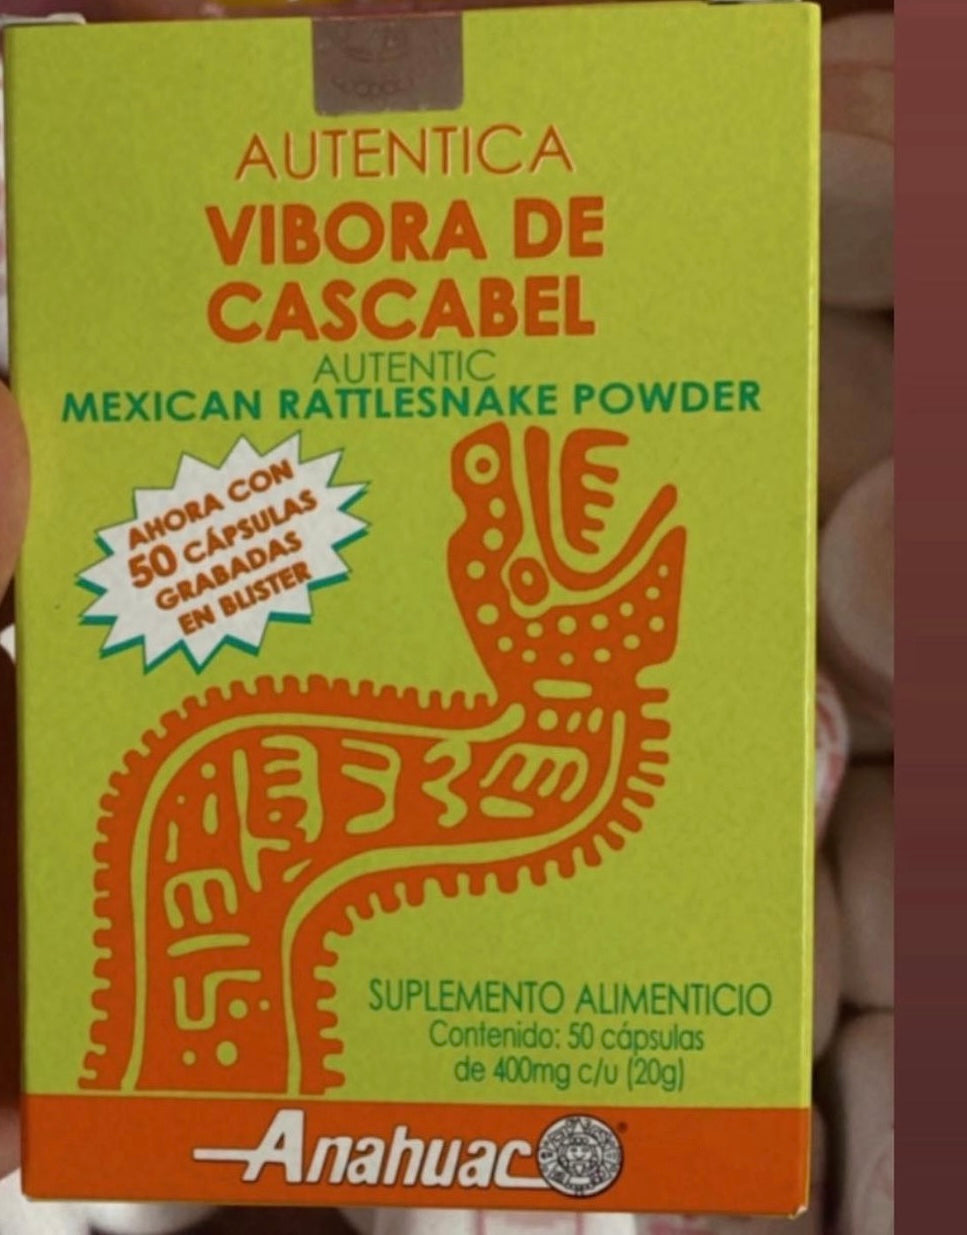 AUTENTICA
VIBORA DE
CASCABEL
AUTENTIC
MEXICAN RATTLESNAKE POWDER
AHORA CON
50 CÁPSULAS
GRABADAS
EN BLISTER
SUPLEMENTO ALIMENTICIO
Contenido: 50 cápsulas
de 400mg c/u (20g)
Anahuac